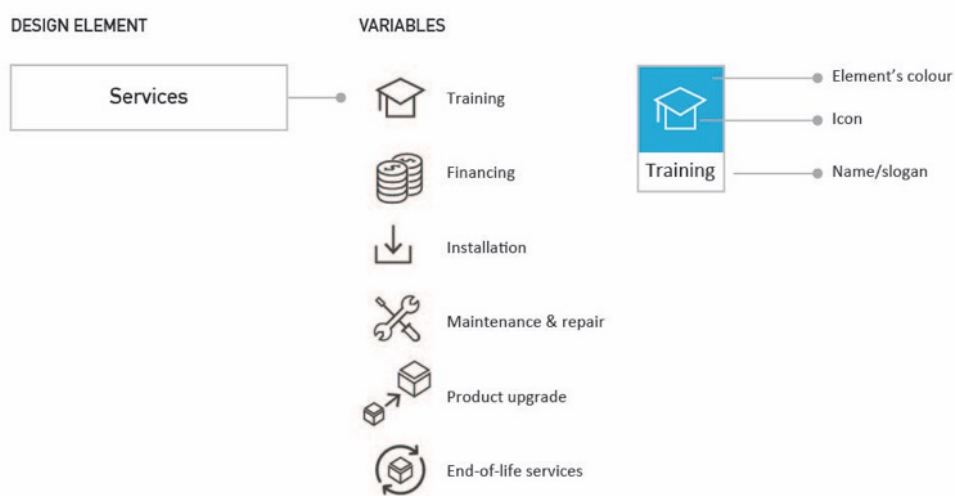 DESIGN ELEMENT
VARIABLES
Services
Training
Financing
Installation
Maintenance & repair
Product upgrade
End-of-life services
Training
Element's colour
Icon
Name/slogan